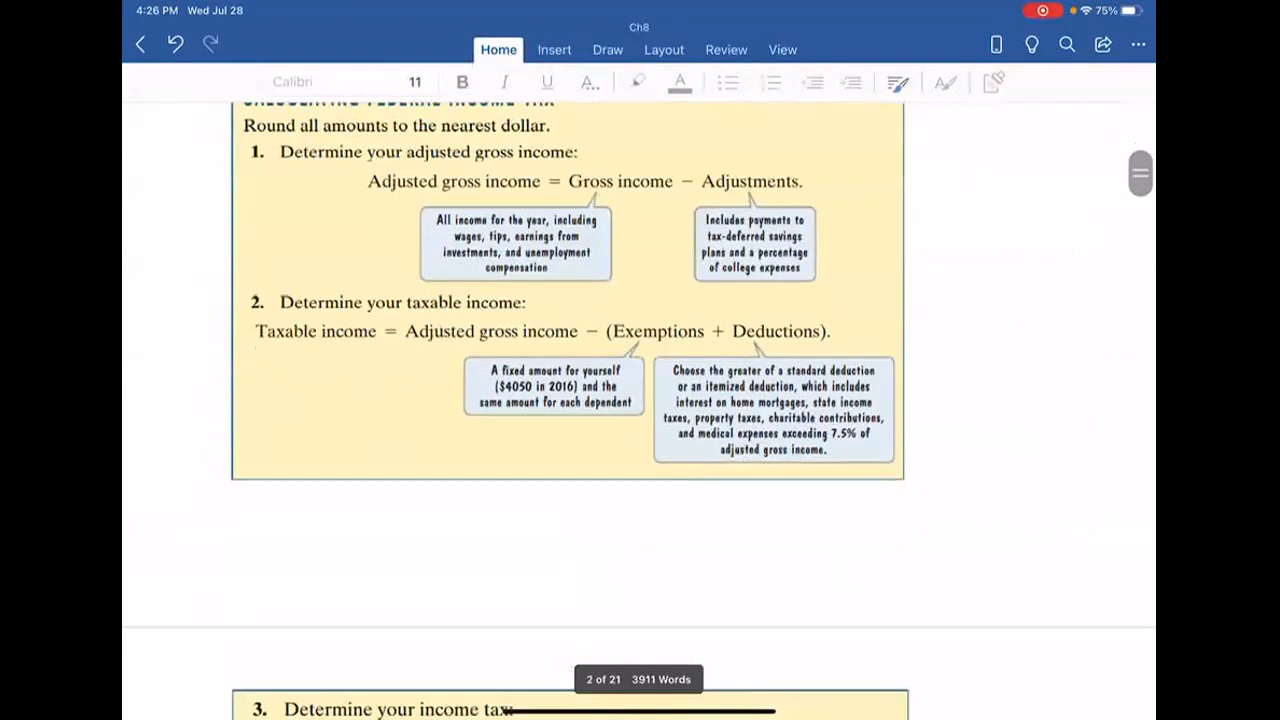 4:26 PM Wed Jul 28
75%
Ch8
Home Insert Draw Layout Review View
Calibri 11 B I U A... A
CALCULATING FEDERAL INCOME TAX
Round all amounts to the nearest dollar.
1. Determine your adjusted gross income:
Adjusted gross income = Gross income − Adjustments.
All income for the year, including
wages, tips, earnings from
investments, and unemployment
compensation
Includes payments to
tax-deferred savings
plans and a percentage
of college expenses
2. Determine your taxable income:
Taxable income = Adjusted gross income − (Exemptions + Deductions).
A fixed amount for yourself
($4050 in 2016) and the
same amount for each dependent
Choose the greater of a standard deduction
or an itemized deduction, which includes
interest on home mortgages, state income
taxes, property taxes, charitable contributions,
and medical expenses exceeding 7.5% of
adjusted gross income.
2 of 21 3911 Words
3. Determine your income tax: